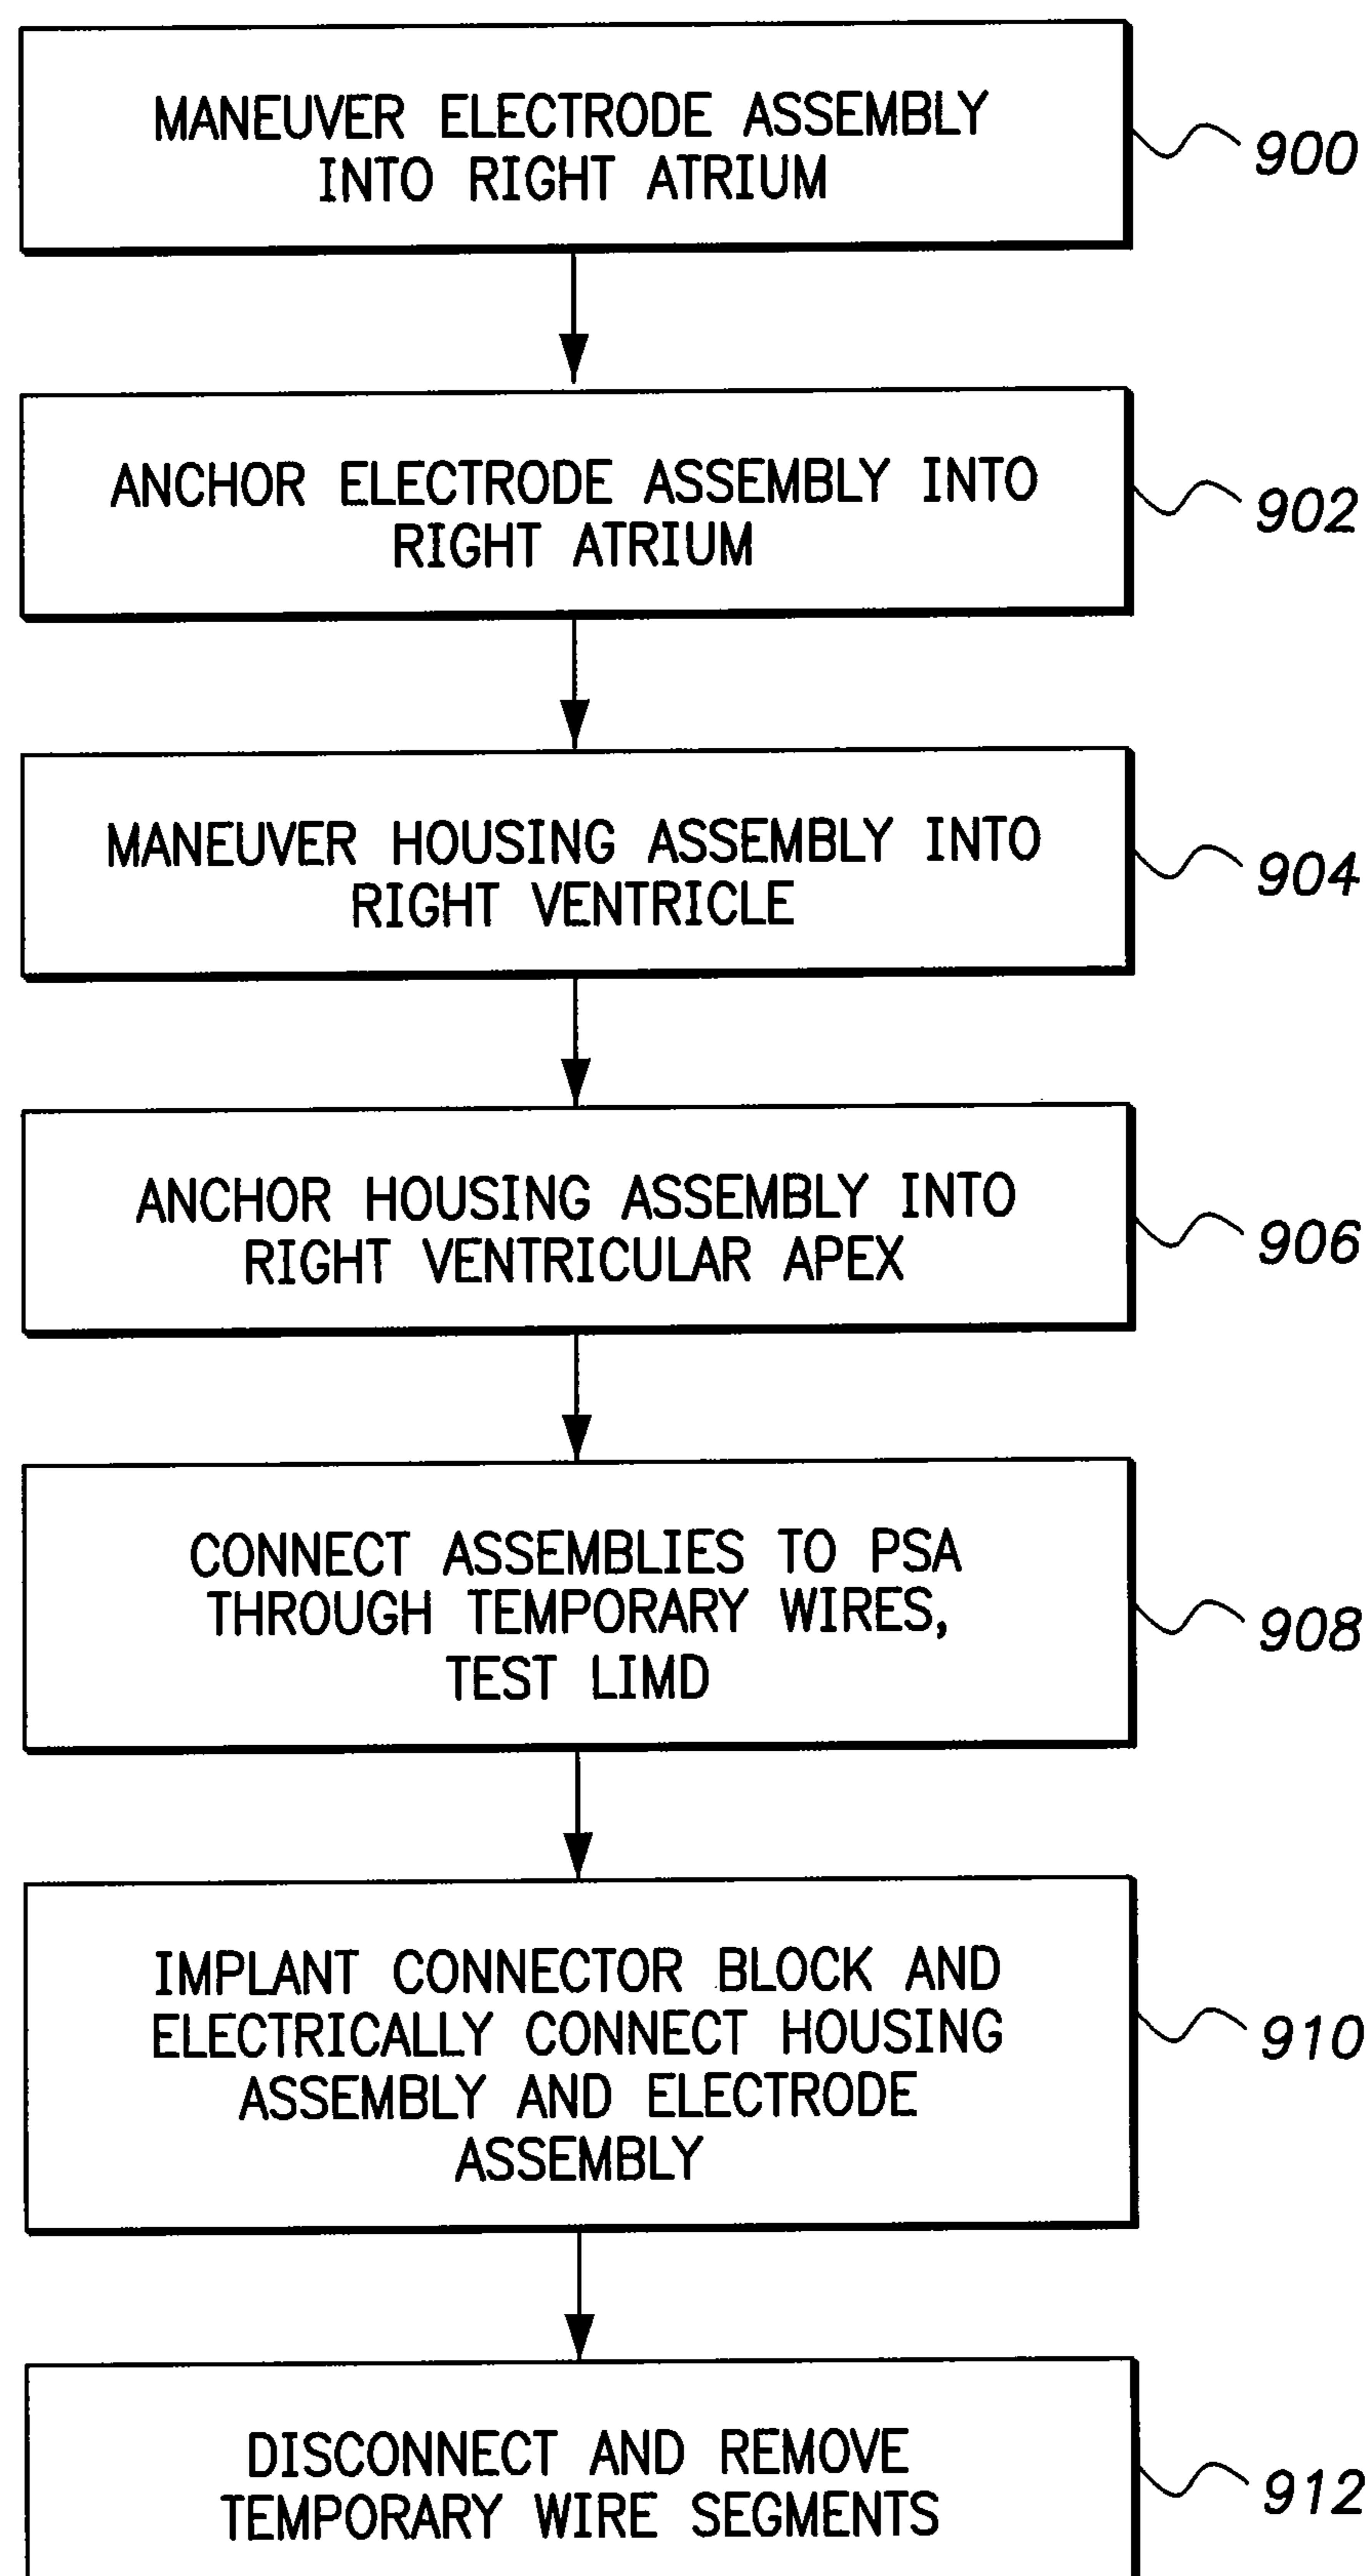 MANEUVER ELECTRODE ASSEMBLY
INTO RIGHT ATRIUM
900
ANCHOR ELECTRODE ASSEMBLY INTO
RIGHT ATRIUM
902
MANEUVER HOUSING ASSEMBLY INTO
RIGHT VENTRICLE
904
ANCHOR HOUSING ASSEMBLY INTO
RIGHT VENTRICULAR APEX
906
CONNECT ASSEMBLIES TO PSA
THROUGH TEMPORARY WIRES,
TEST LIMD
908
IMPLANT CONNECTOR BLOCK AND
ELECTRICALLY CONNECT HOUSING
ASSEMBLY AND ELECTRODE
ASSEMBLY
910
DISCONNECT AND REMOVE
TEMPORARY WIRE SEGMENTS
912